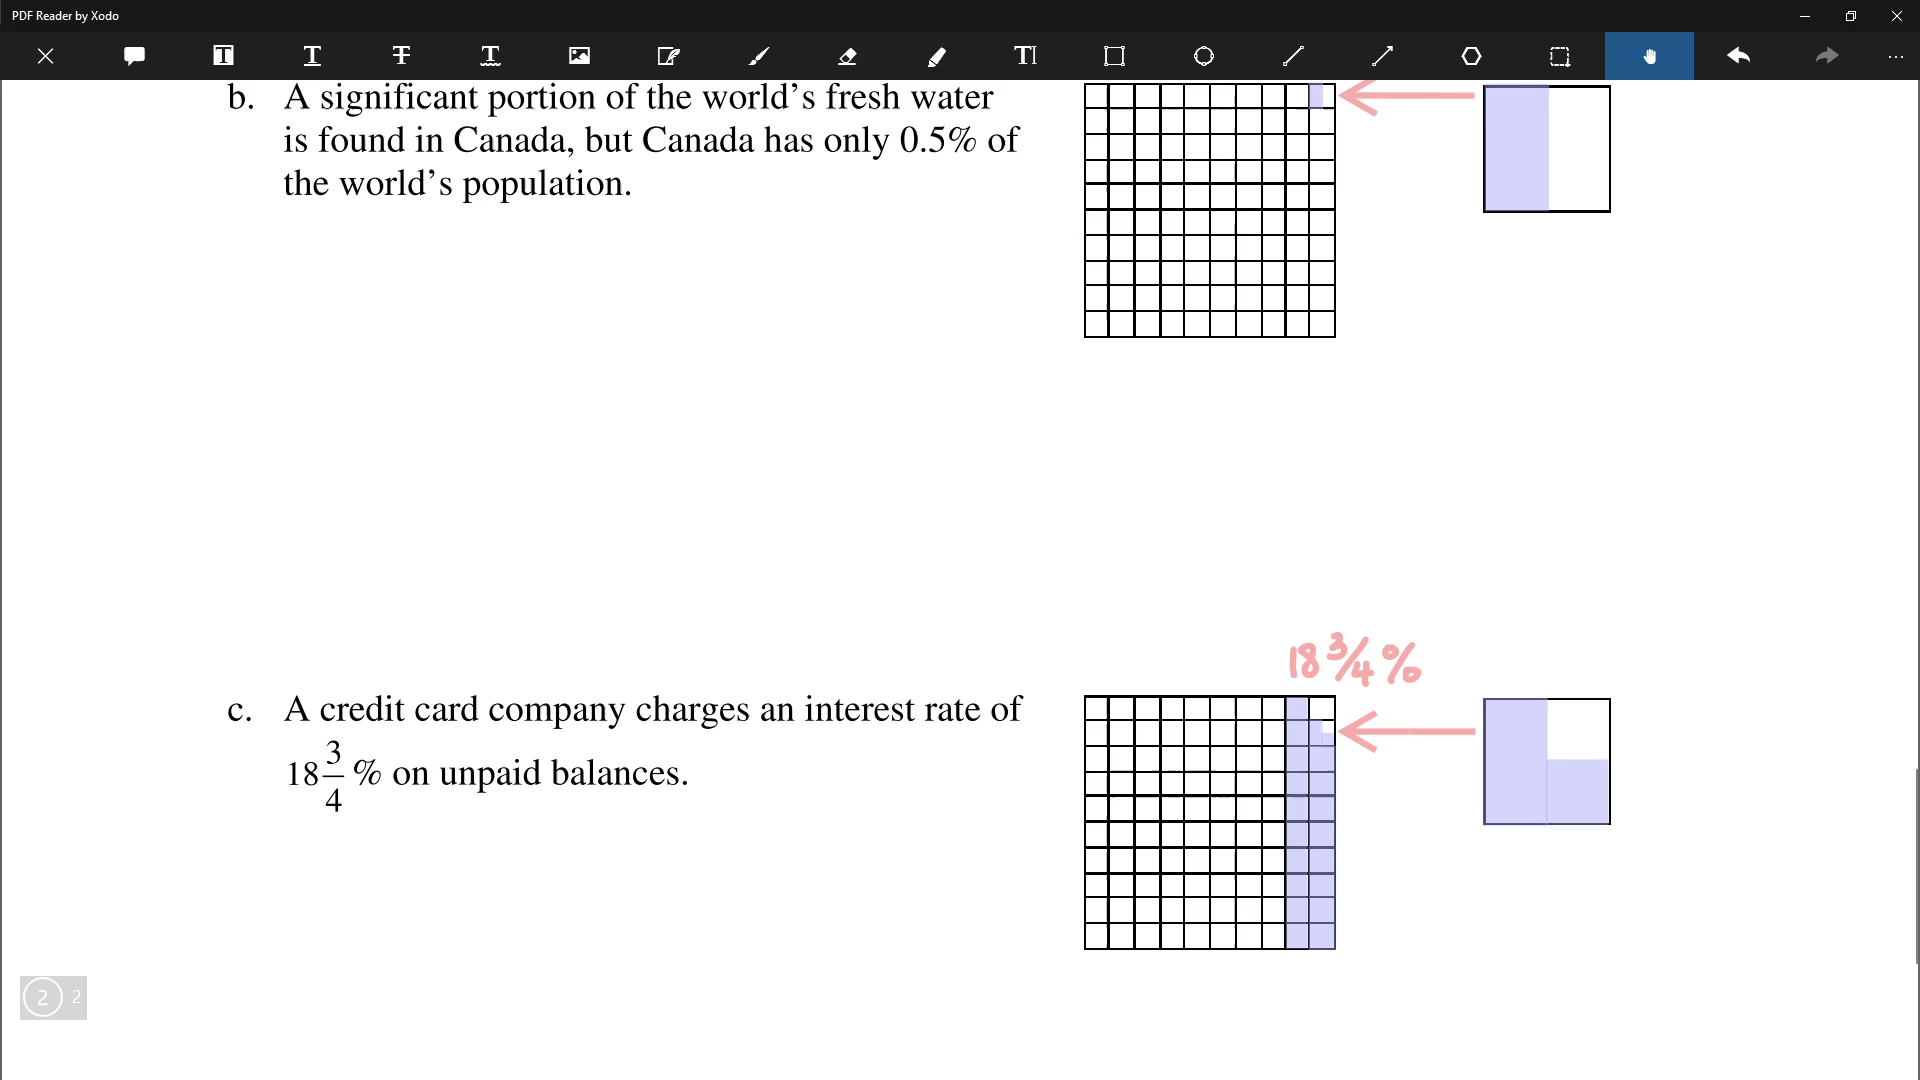 PDF Reader by Xodo
b. A significant portion of the world's fresh water
is found in Canada, but Canada has only 0.5% of
the world's population.
18 3/4 %
c. A credit card company charges an interest rate of
18 3/4 % on unpaid balances.
2 2